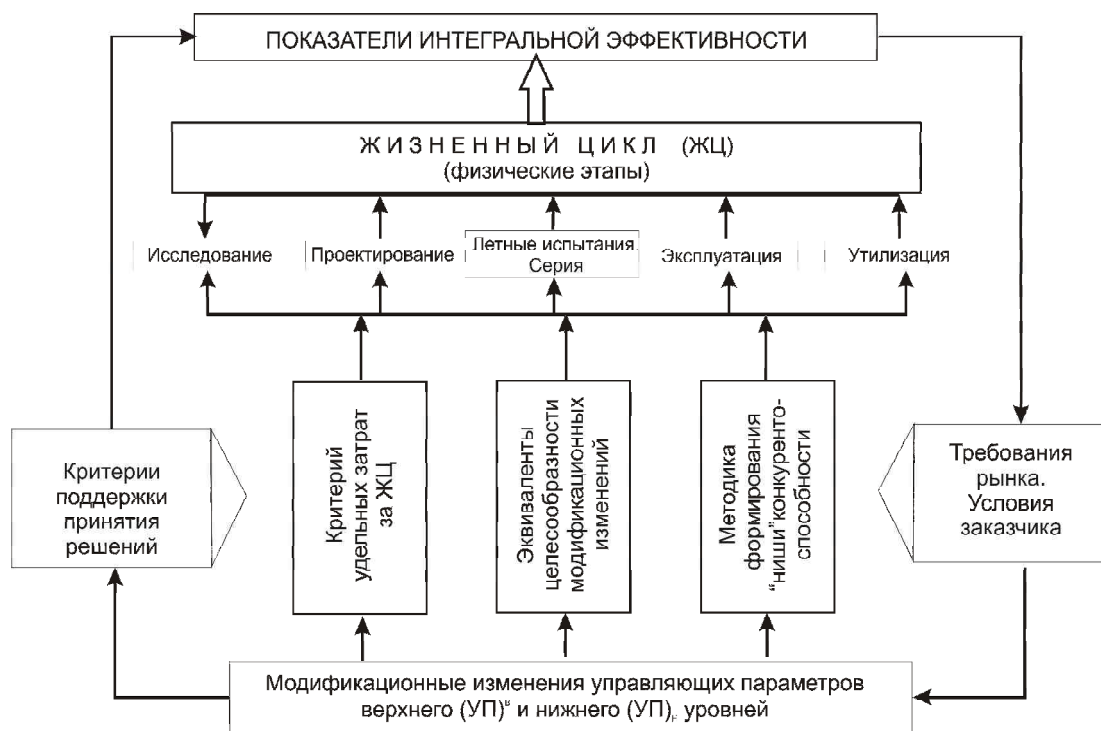 ПОКАЗАТЕЛИ ИНТЕГРАЛЬНОЙ ЭФФЕКТИВНОСТИ
ЖИЗНЕННЫЙ ЦИКЛ (ЖЦ)
(физические этапы)
Исследование
Проектирование
Летные испытания
Серия
Эксплуатация
Утилизация
Критерии
поддержки
принятия
решений
Критерий
удельных затрат
за ЖЦ
Эквиваленты
целесообразности
модификационных
изменений
Методика
формирования
“ниши”конкуренто-
способности
Требования
рынка.
Условия
заказчика
Модификационные изменения управляющих параметров
верхнего (УП)ᴮ и нижнего (УП)н уровней